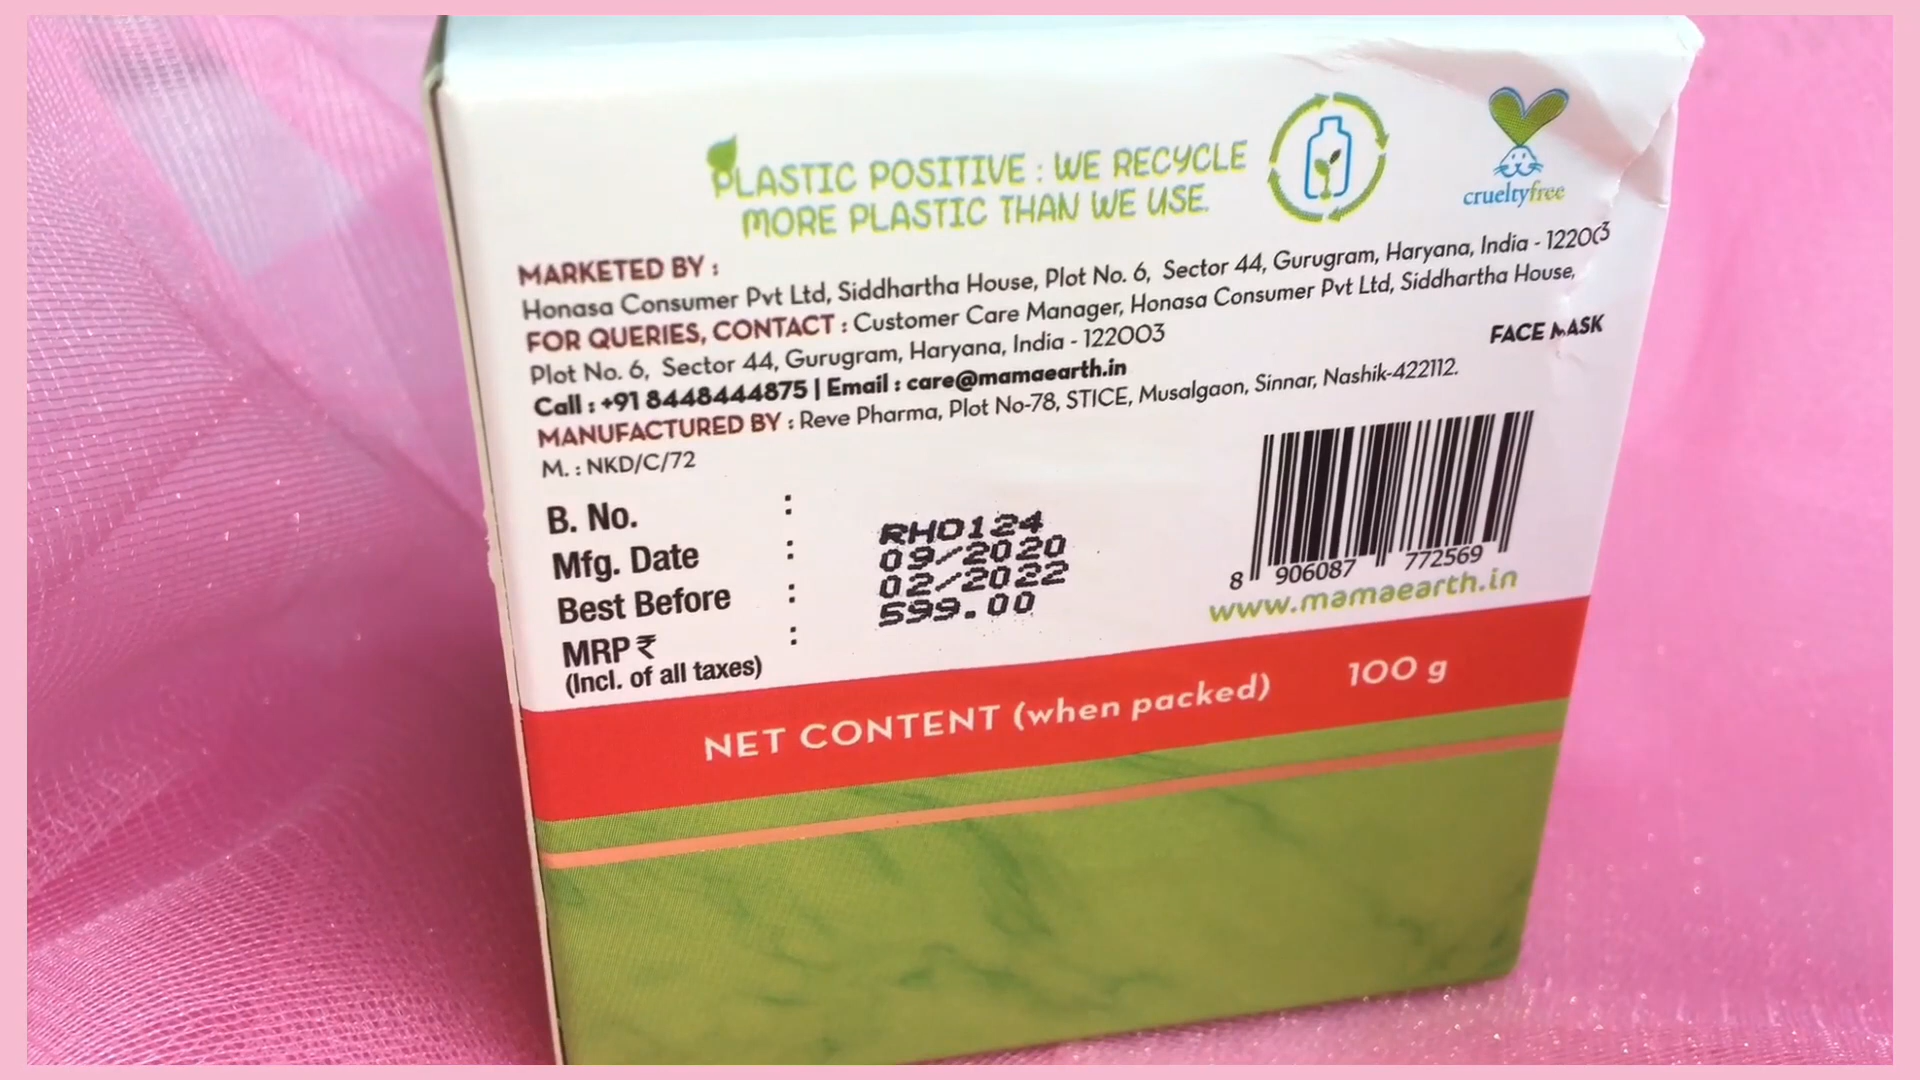 PLASTIC POSITIVE : WE RECYCLE
MORE PLASTIC THAN WE USE.
crueltyfree
MARKETED BY :
Honasa Consumer Pvt Ltd, Siddhartha House, Plot No. 6, Sector 44, Gurugram, Haryana, India - 122003
FOR QUERIES, CONTACT : Customer Care Manager, Honasa Consumer Pvt Ltd, Siddhartha House,
Plot No. 6, Sector 44, Gurugram, Haryana, India - 122003
Call : +91 8448444875 | Email : care@mamaearth.in
MANUFACTURED BY : Reve Pharma, Plot No-78, STICE, Musalgaon, Sinnar, Nashik-422112.
M. : NKD/C/72
FACE MASK
B. No. : RHO124
Mfg. Date : 09/2020
Best Before : 02/2022
MRP ₹ : 599.00
(Incl. of all taxes)
8 906087 772569
www.mamaearth.in
NET CONTENT (when packed) 100 g